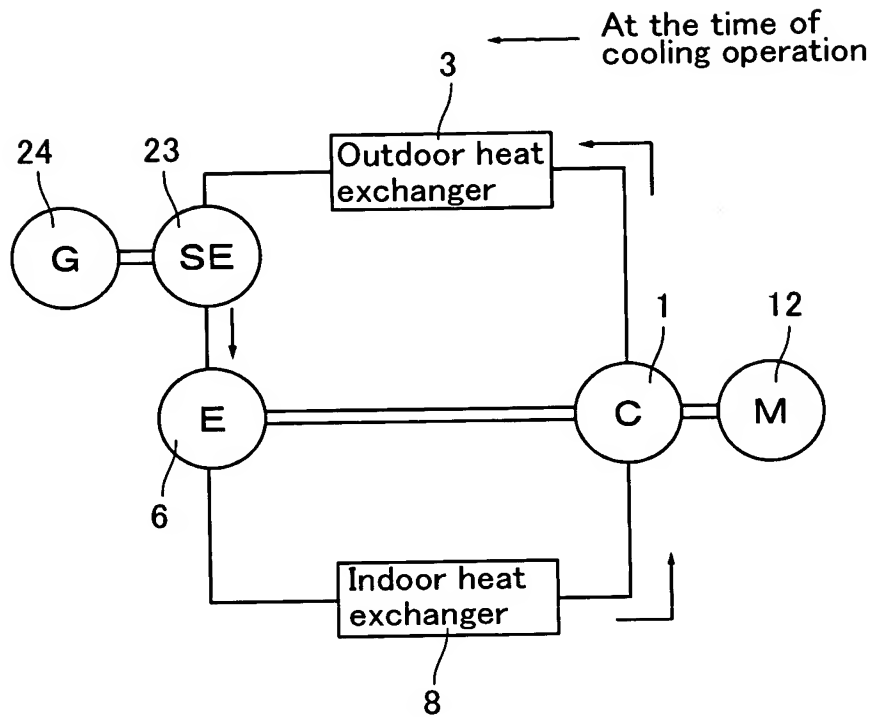 At the time of
cooling operation
3
Outdoor heat
exchanger
24
23
G
SE
1
12
E
C
M
6
Indoor heat
exchanger
8